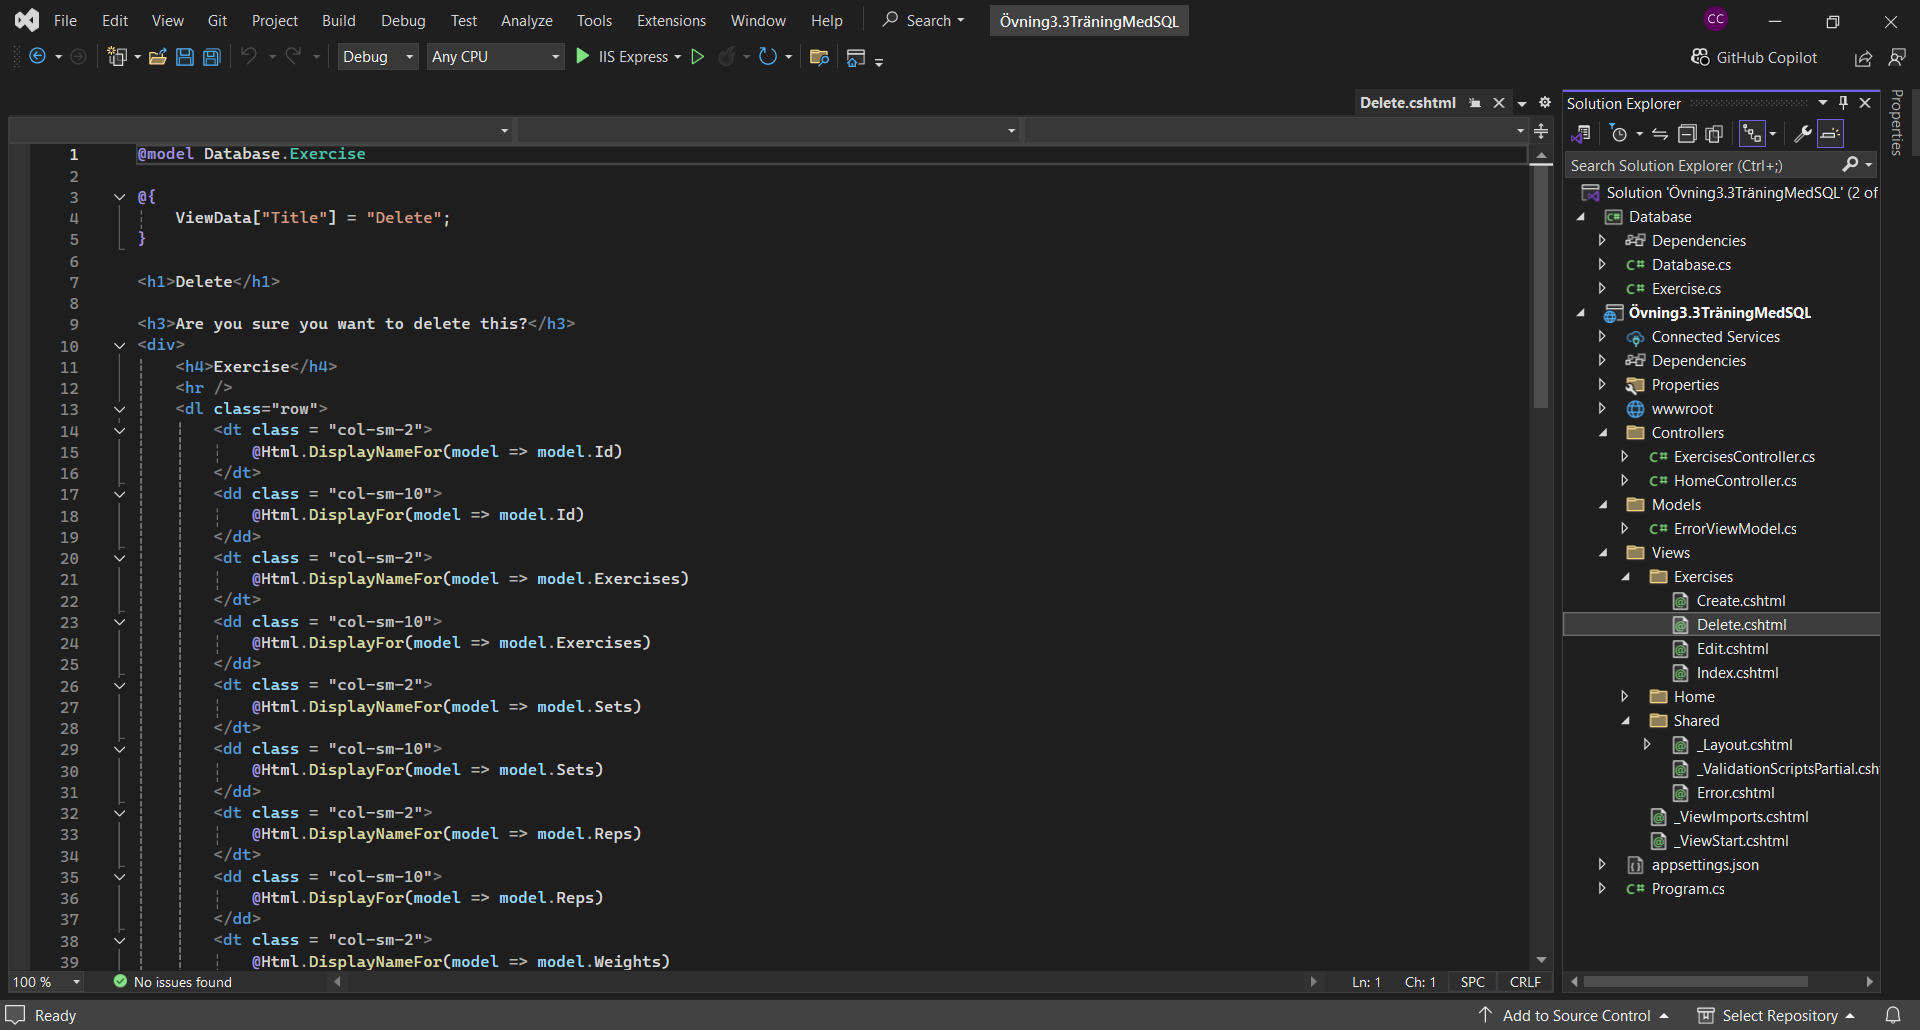 File Edit View Git Project Build Debug Test Analyze Tools Extensions Window Help Search Övning3.3TräningMedSQL CC
Debug Any CPU IIS Express GitHub Copilot
Delete.cshtml
1 @model Database.Exercise
2
3 @{
4 ViewData["Title"] = "Delete";
5 }
6
7 <h1>Delete</h1>
8
9 <h3>Are you sure you want to delete this?</h3>
10 <div>
11 <h4>Exercise</h4>
12 <hr />
13 <dl class="row">
14 <dt class = "col-sm-2">
15 @Html.DisplayNameFor(model => model.Id)
16 </dt>
17 <dd class = "col-sm-10">
18 @Html.DisplayFor(model => model.Id)
19 </dd>
20 <dt class = "col-sm-2">
21 @Html.DisplayNameFor(model => model.Exercises)
22 </dt>
23 <dd class = "col-sm-10">
24 @Html.DisplayFor(model => model.Exercises)
25 </dd>
26 <dt class = "col-sm-2">
27 @Html.DisplayNameFor(model => model.Sets)
28 </dt>
29 <dd class = "col-sm-10">
30 @Html.DisplayFor(model => model.Sets)
31 </dd>
32 <dt class = "col-sm-2">
33 @Html.DisplayNameFor(model => model.Reps)
34 </dt>
35 <dd class = "col-sm-10">
36 @Html.DisplayFor(model => model.Reps)
37 </dd>
38 <dt class = "col-sm-2">
39 @Html.DisplayNameFor(model => model.Weights)
100 % No issues found Ln: 1 Ch: 1 SPC CRLF
Solution Explorer
Search Solution Explorer (Ctrl+;)
Solution 'Övning3.3TräningMedSQL' (2 of
Database
Dependencies
C# Database.cs
C# Exercise.cs
Övning3.3TräningMedSQL
Connected Services
Dependencies
Properties
wwwroot
Controllers
C# ExercisesController.cs
C# HomeController.cs
Models
C# ErrorViewModel.cs
Views
Exercises
Create.cshtml
Delete.cshtml
Edit.cshtml
Index.cshtml
Home
Shared
_Layout.cshtml
_ValidationScriptsPartial.csh
Error.cshtml
_ViewImports.cshtml
_ViewStart.cshtml
appsettings.json
C# Program.cs
Properties
Ready Add to Source Control Select Repository